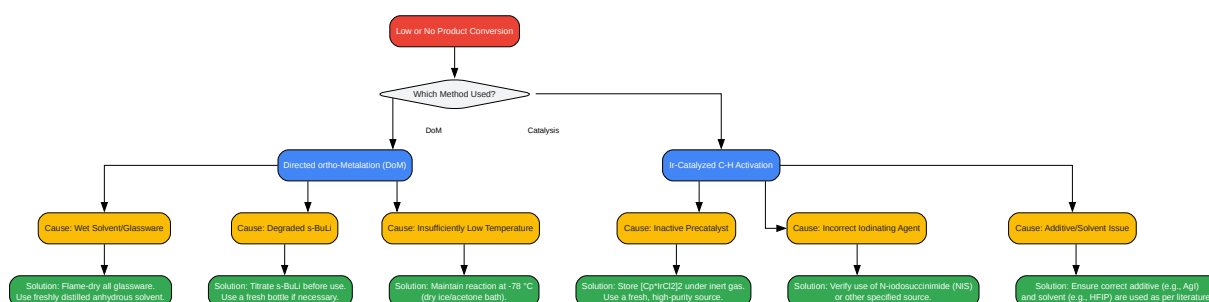 Low or No Product Conversion
Which Method Used?
DoM
Catalysis
Directed ortho-Metalation (DoM)
Ir-Catalyzed C-H Activation
Cause: Wet Solvent/Glassware
Cause: Degraded s-BuLi
Cause: Insufficiently Low Temperature
Cause: Inactive Precatalyst
Cause: Incorrect Iodinating Agent
Cause: Additive/Solvent Issue
Solution: Flame-dry all glassware.
Use freshly distilled anhydrous solvent.
Solution: Titrate s-BuLi before use.
Use a fresh bottle if necessary.
Solution: Maintain reaction at -78 °C
(dry ice/acetone bath).
Solution: Store [Cp*IrCl2]2 under inert gas.
Use a fresh, high-purity source.
Solution: Verify use of N-iodosuccinimide (NIS)
or other specified source.
Solution: Ensure correct additive (e.g., AgI)
and solvent (e.g., HFIP) are used as per literature.